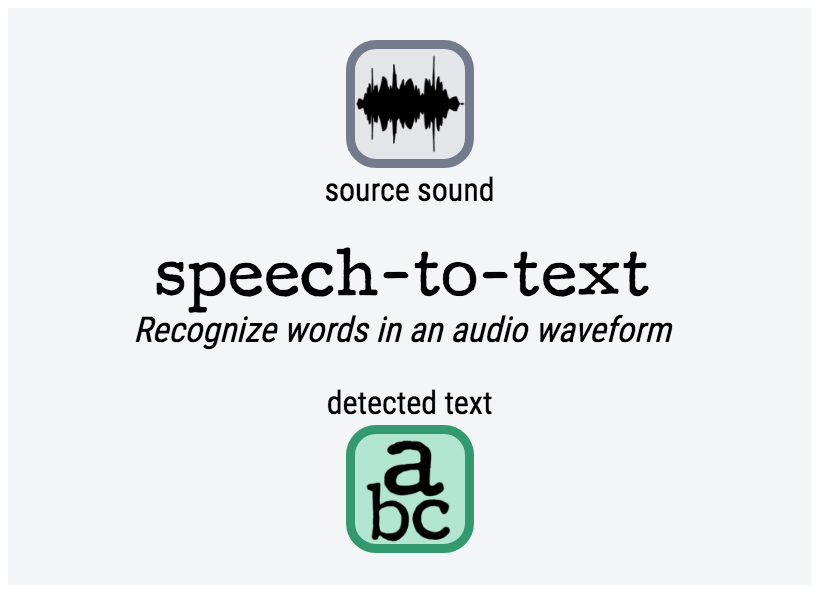 source sound
speech-to-text
Recognize words in an audio waveform
detected text
a
bc